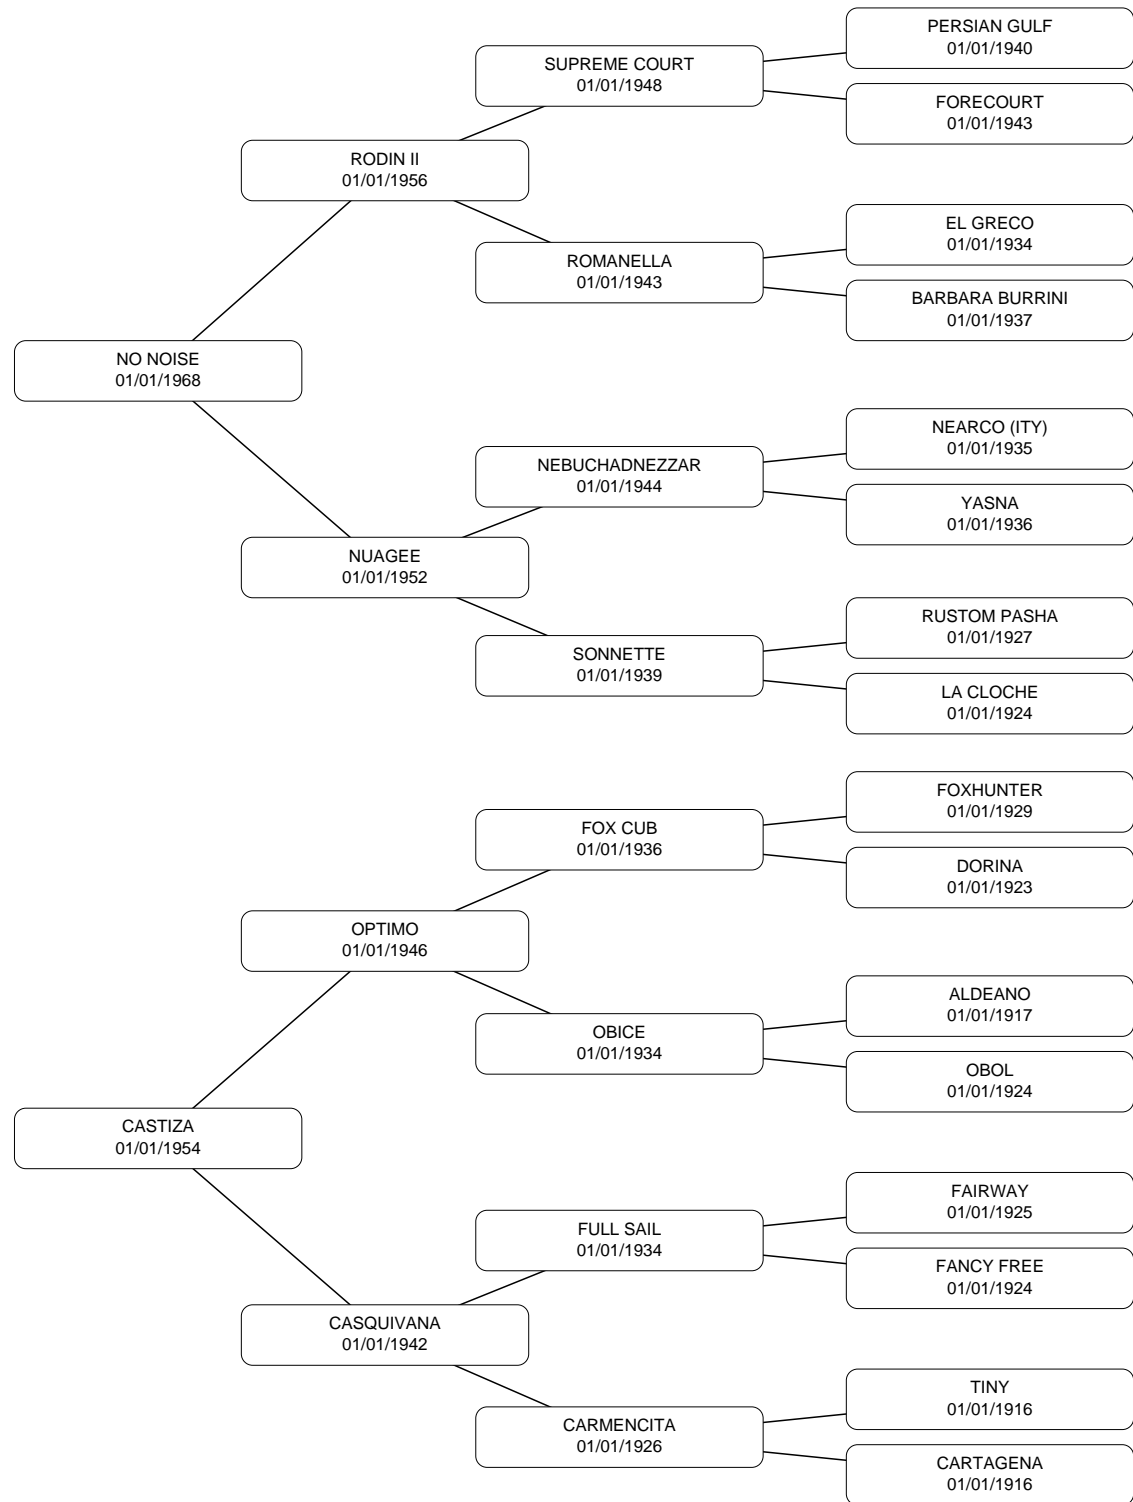 PERSIAN GULF
01/01/1940
SUPREME COURT
01/01/1948
FORECOURT
01/01/1943
RODIN II
01/01/1956
EL GRECO
01/01/1934
ROMANELLA
01/01/1943
BARBARA BURRINI
01/01/1937
NO NOISE
01/01/1968
NEARCO (ITY)
01/01/1935
NEBUCHADNEZZAR
01/01/1944
YASNA
01/01/1936
NUAGEE
01/01/1952
RUSTOM PASHA
01/01/1927
SONNETTE
01/01/1939
LA CLOCHE
01/01/1924
FOXHUNTER
01/01/1929
FOX CUB
01/01/1936
DORINA
01/01/1923
OPTIMO
01/01/1946
ALDEANO
01/01/1917
OBICE
01/01/1934
OBOL
01/01/1924
CASTIZA
01/01/1954
FAIRWAY
01/01/1925
FULL SAIL
01/01/1934
FANCY FREE
01/01/1924
CASQUIVANA
01/01/1942
TINY
01/01/1916
CARMENCITA
01/01/1926
CARTAGENA
01/01/1916